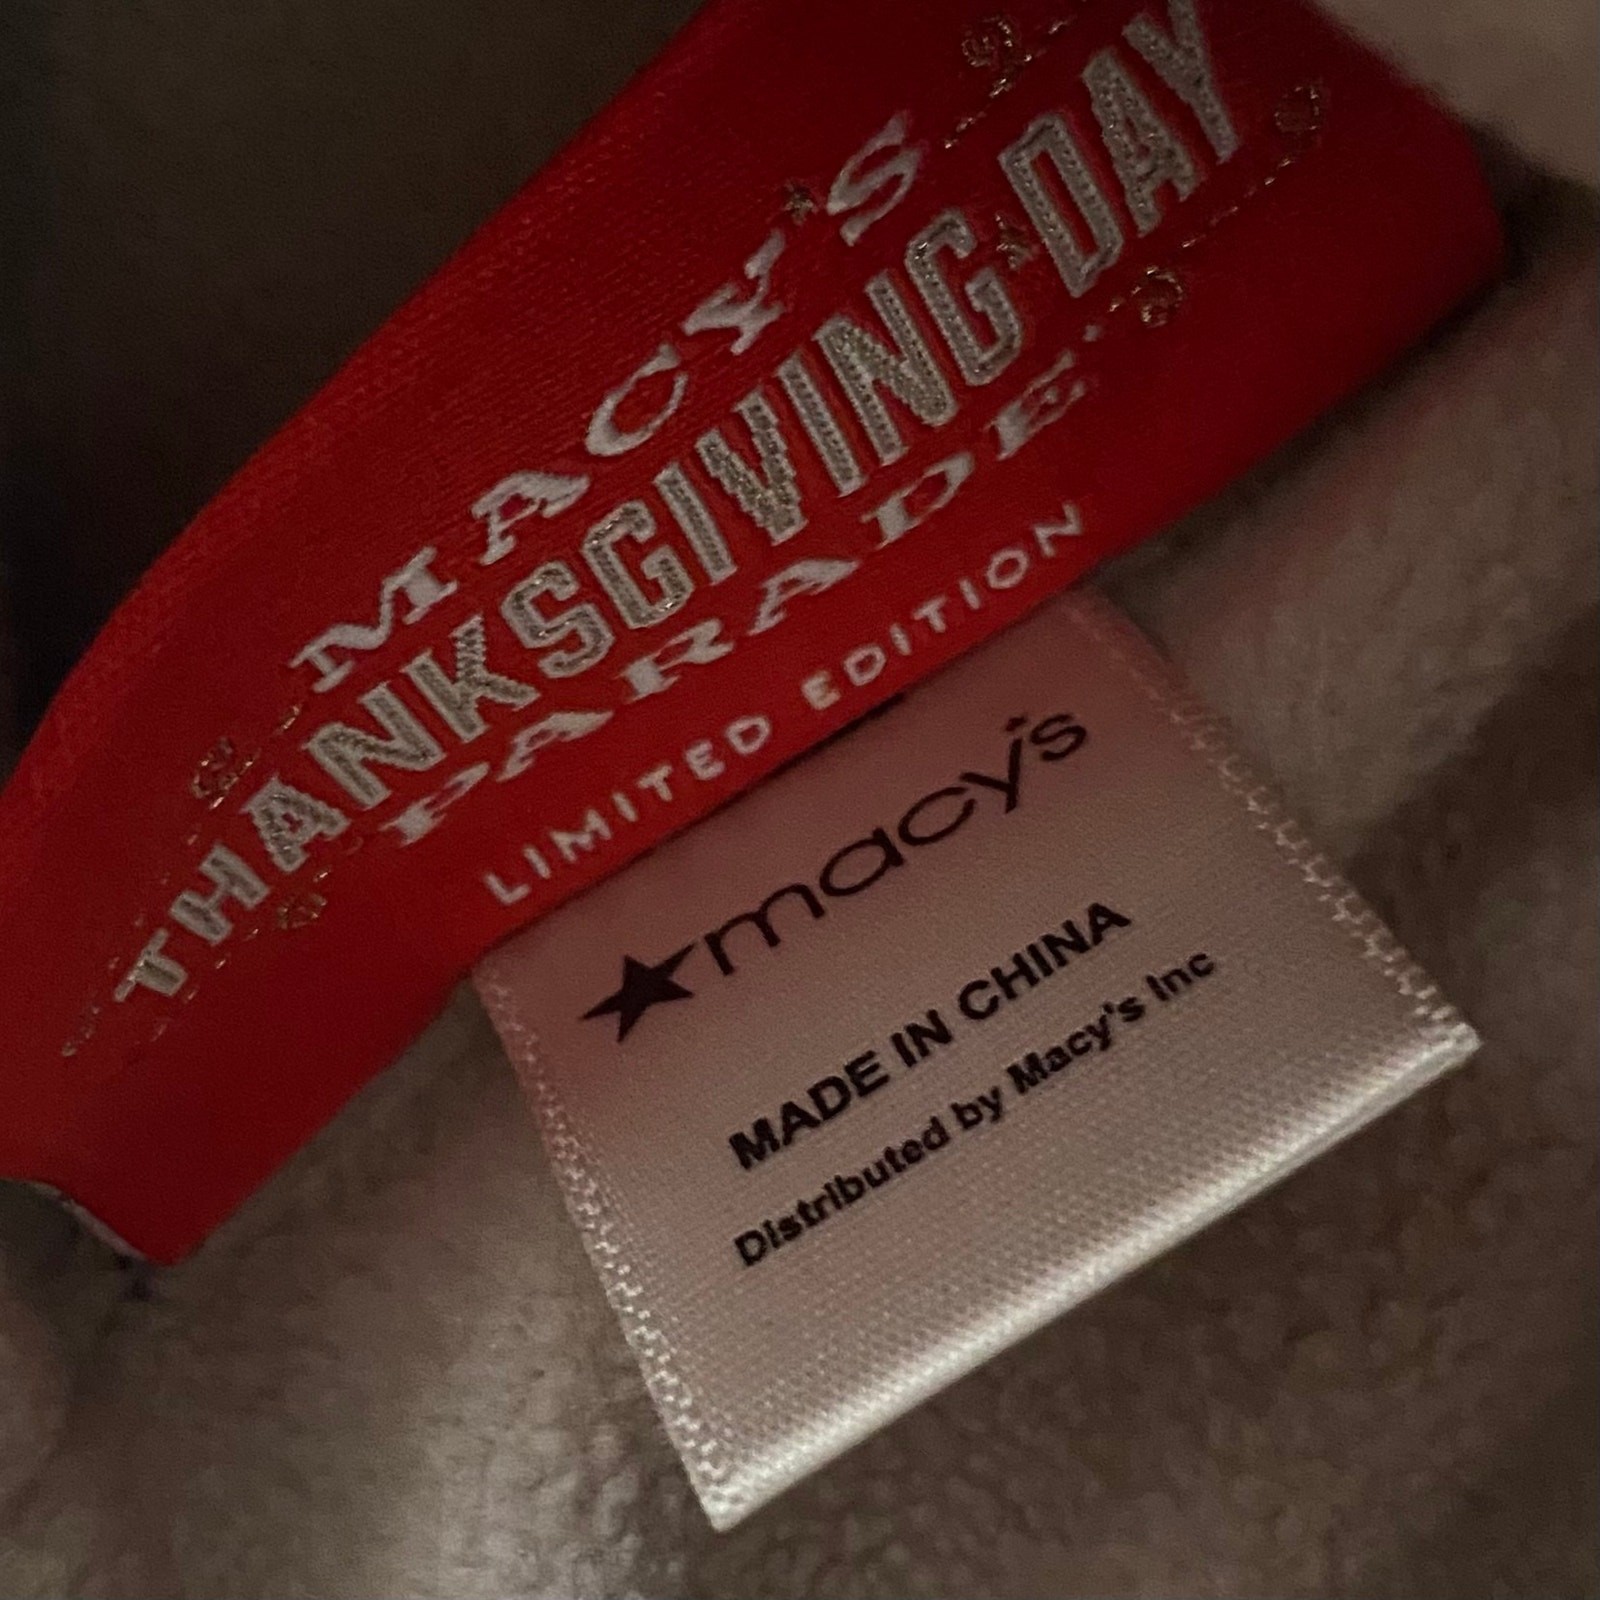 MACY'S
THANKSGIVING DAY
PARADE
LIMITED EDITION
★macy's
MADE IN CHINA
Distributed by Macy's Inc